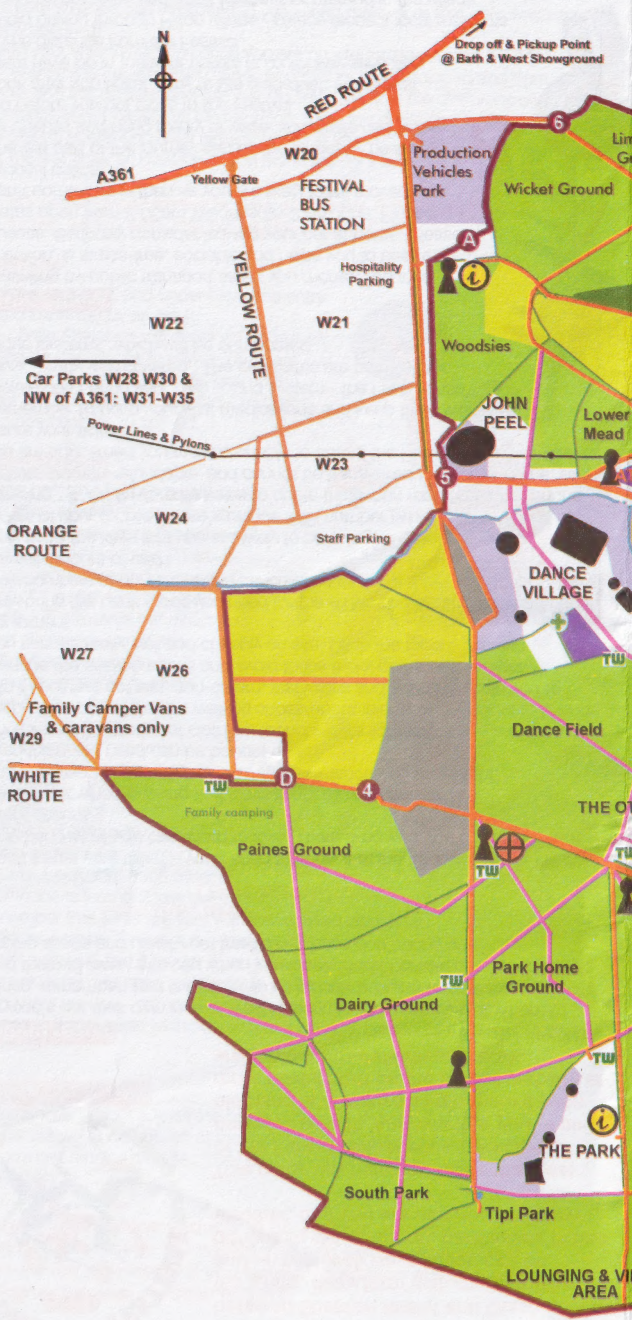 N
Drop off & Pickup Point
@ Bath & West Showground
RED ROUTE
A361
Yellow Gate
W20
FESTIVAL
BUS
STATION
Production
Vehicles
Park
6
Wicket Ground
A
i
Hospitality
Parking
YELLOW ROUTE
W22
W21
Woodsies
Car Parks W28 W30 &
NW of A361: W31-W35
JOHN
PEEL
Lower
Mead
Power Lines & Pylons
W23
5
W24
Staff Parking
ORANGE
ROUTE
DANCE
VILLAGE
TW
W27
W26
Family Camper Vans
& caravans only
W29
Dance Field
WHITE
ROUTE
TW
D
4
Family camping
THE
Paines Ground
TW
TW
Park Home
Ground
TW
Dairy Ground
TW
i
THE PARK
South Park
Tipi Park
LOUNGING &
AREA